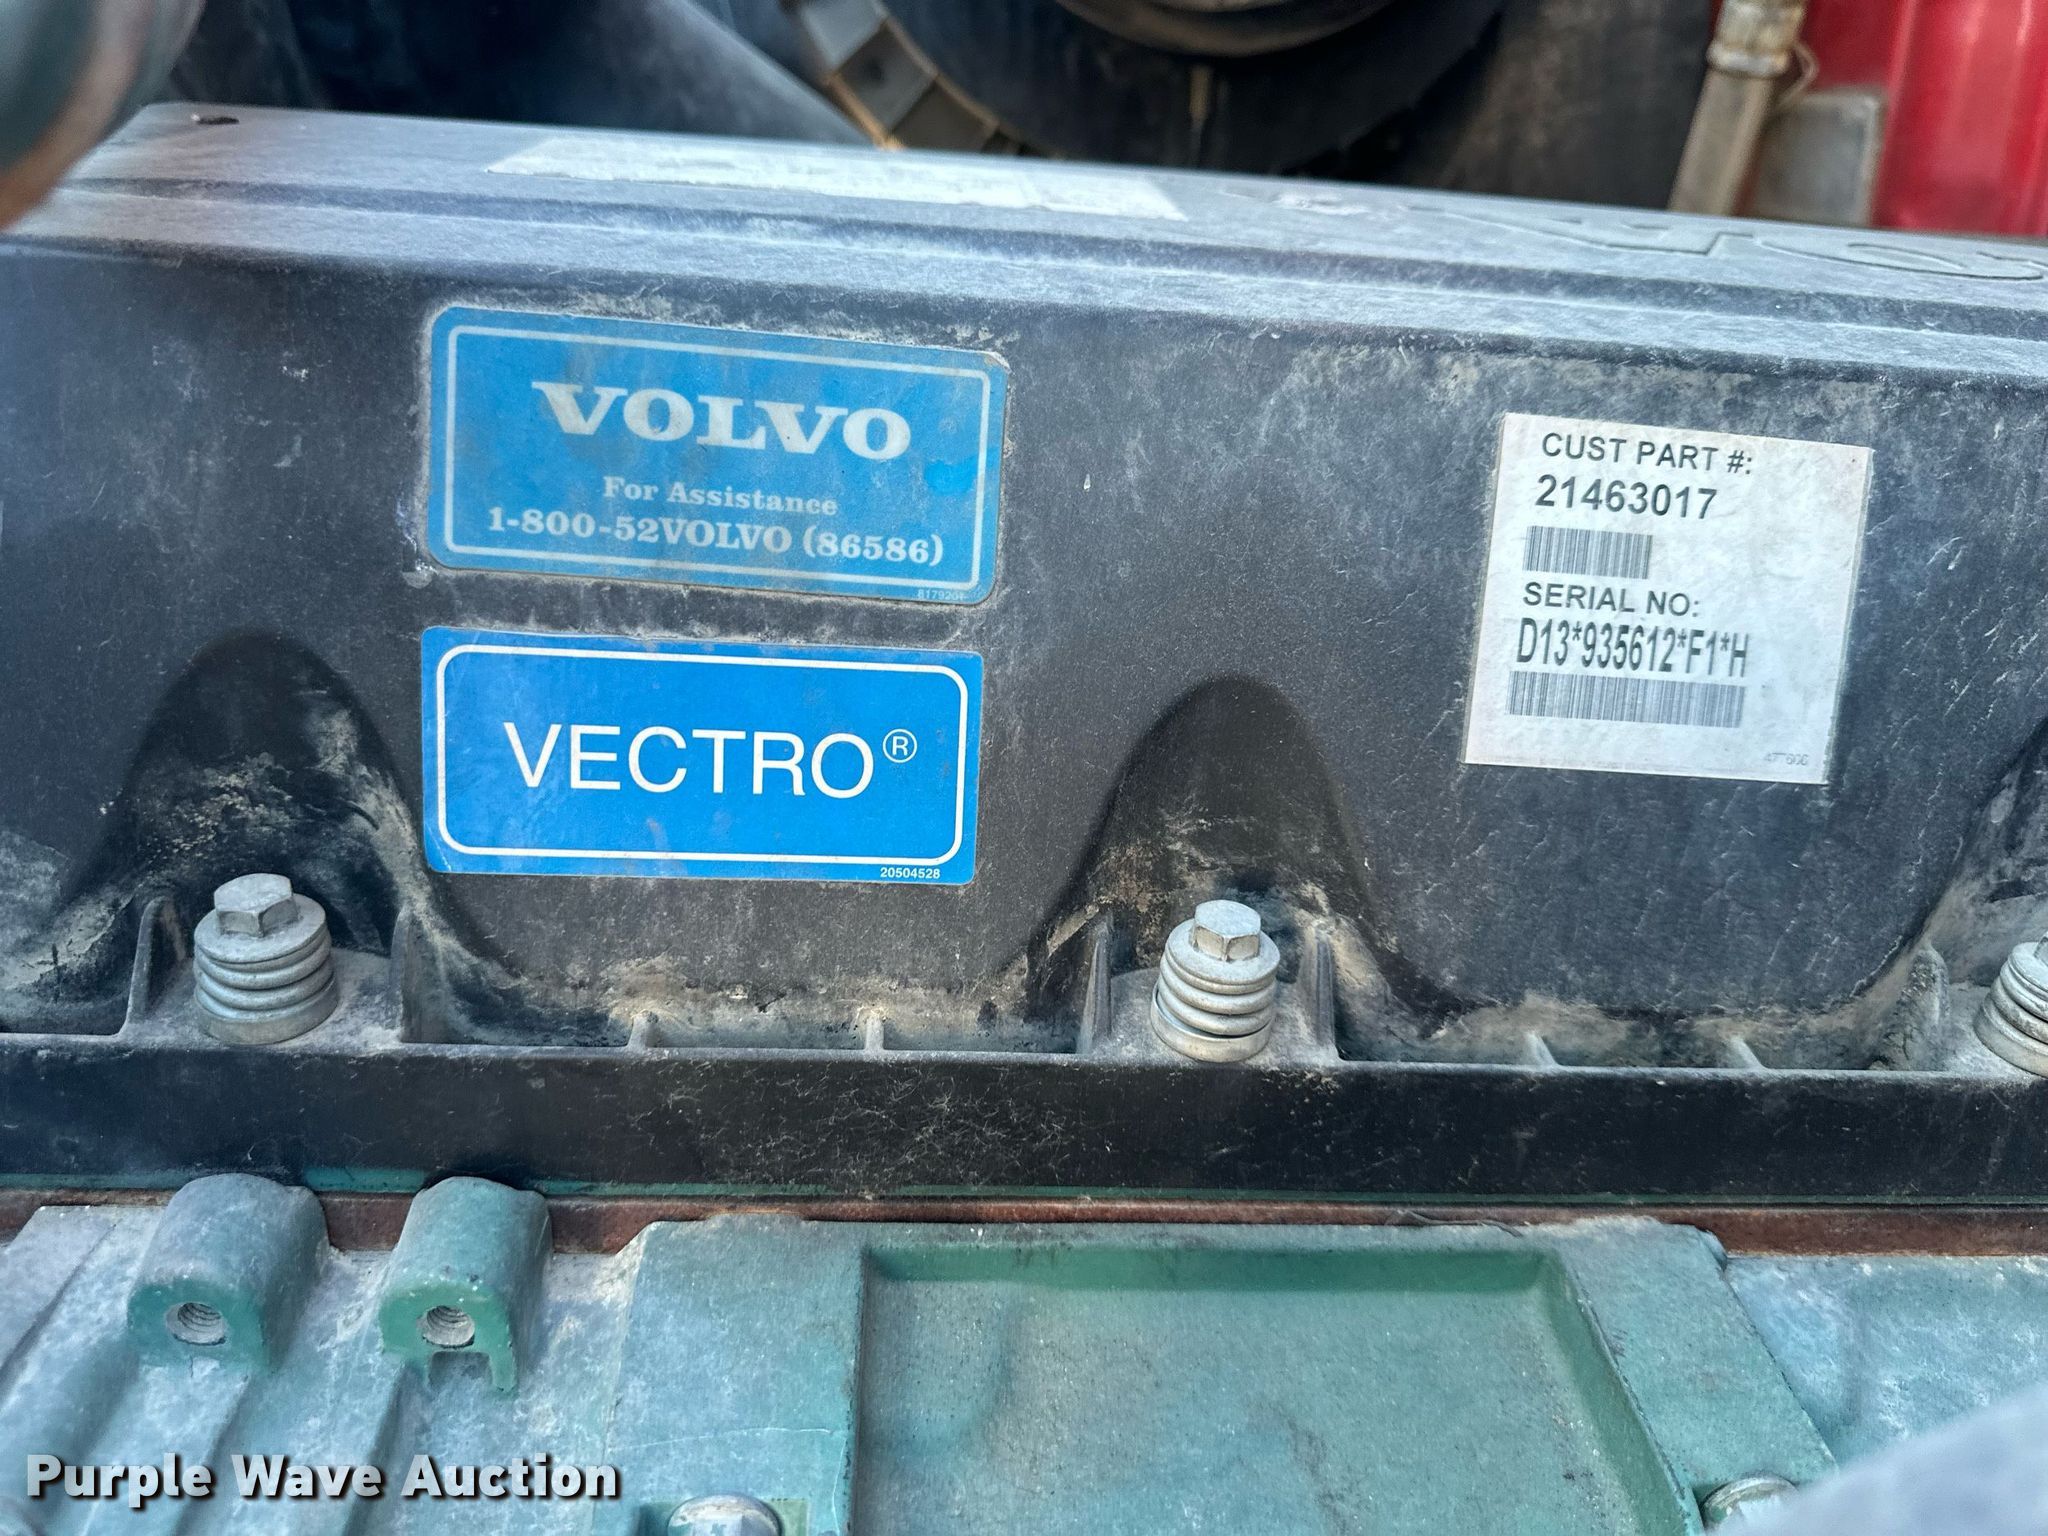 VOLVO
For Assistance
1-800-52VOLVO (86586)
VECTRO®
20504528
CUST PART #:
21463017
SERIAL NO:
D13*935612*F1*H
Purple Wave Auction